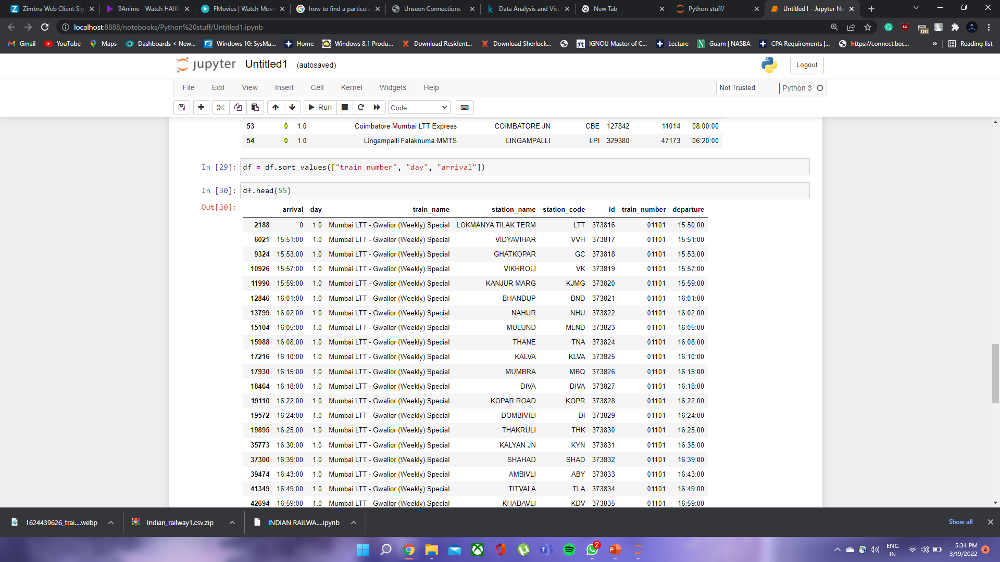 Zimbra Web Client Sig
9Anime - Watch HAIK
FMovies | Watch Movi
how to find a particula
Unseen Connections -
Data Analysis and Visu
New Tab
Python stuff/
Untitled1 - Jupyter No
localhost:8888/notebooks/Python%20stuff/Untitled1.ipynb
Off
Gmail YouTube Maps Dashboards < New... Windows 10: SysMa... Home Windows 8.1 Produ... Download Resident... Download Sherlock... IGNOU Master of C... Lecture Guam | NASBA CPA Requirements |... https://connect.bec... » Reading list
jupyter Untitled1 (autosaved) Logout
File Edit View Insert Cell Kernel Widgets Help Not Trusted Python 3
Run Code
53 0 1.0 Coimbatore Mumbai LTT Express COIMBATORE JN CBE 127842 11014 08:00:00
54 0 1.0 Lingampalli Falaknuma MMTS LINGAMPALLI LPI 329380 47173 06:20:00
In [29]: df = df.sort_values(["train_number", "day", "arrival"])
In [30]: df.head(55)
Out[30]:
arrival day train_name station_name station_code id train_number departure
2188 0 1.0 Mumbai LTT - Gwalior (Weekly) Special LOKMANYA TILAK TERM LTT 373816 01101 15:50:00
6021 15:51:00 1.0 Mumbai LTT - Gwalior (Weekly) Special VIDYAVIHAR VVH 373817 01101 15:51:00
9324 15:53:00 1.0 Mumbai LTT - Gwalior (Weekly) Special GHATKOPAR GC 373818 01101 15:53:00
10926 15:57:00 1.0 Mumbai LTT - Gwalior (Weekly) Special VIKHROLI VK 373819 01101 15:57:00
11990 15:59:00 1.0 Mumbai LTT - Gwalior (Weekly) Special KANJUR MARG KJMG 373820 01101 15:59:00
12846 16:01:00 1.0 Mumbai LTT - Gwalior (Weekly) Special BHANDUP BND 373821 01101 16:01:00
13799 16:02:00 1.0 Mumbai LTT - Gwalior (Weekly) Special NAHUR NHU 373822 01101 16:02:00
15104 16:05:00 1.0 Mumbai LTT - Gwalior (Weekly) Special MULUND MLND 373823 01101 16:05:00
15988 16:08:00 1.0 Mumbai LTT - Gwalior (Weekly) Special THANE TNA 373824 01101 16:08:00
17216 16:10:00 1.0 Mumbai LTT - Gwalior (Weekly) Special KALVA KLVA 373825 01101 16:10:00
17930 16:15:00 1.0 Mumbai LTT - Gwalior (Weekly) Special MUMBRA MBQ 373826 01101 16:15:00
18464 16:18:00 1.0 Mumbai LTT - Gwalior (Weekly) Special DIVA DIVA 373827 01101 16:18:00
19110 16:22:00 1.0 Mumbai LTT - Gwalior (Weekly) Special KOPAR ROAD KOPR 373828 01101 16:22:00
19572 16:24:00 1.0 Mumbai LTT - Gwalior (Weekly) Special DOMBIVILI DI 373829 01101 16:24:00
19895 16:25:00 1.0 Mumbai LTT - Gwalior (Weekly) Special THAKRULI THK 373830 01101 16:25:00
35773 16:30:00 1.0 Mumbai LTT - Gwalior (Weekly) Special KALYAN JN KYN 373831 01101 16:35:00
37300 16:39:00 1.0 Mumbai LTT - Gwalior (Weekly) Special SHAHAD SHAD 373832 01101 16:39:00
39474 16:43:00 1.0 Mumbai LTT - Gwalior (Weekly) Special AMBIVLI ABY 373833 01101 16:43:00
41349 16:49:00 1.0 Mumbai LTT - Gwalior (Weekly) Special TITVALA TLA 373834 01101 16:49:00
42694 16:59:00 1.0 Mumbai LTT - Gwalior (Weekly) Special KHADAVLI KDV 373835 01101 16:59:00
1624439626_trai....webp Indian_railway1.csv.zip INDIAN RAILWA....ipynb Show all
2
ENG
IN
5:34 PM
3/19/2022
4